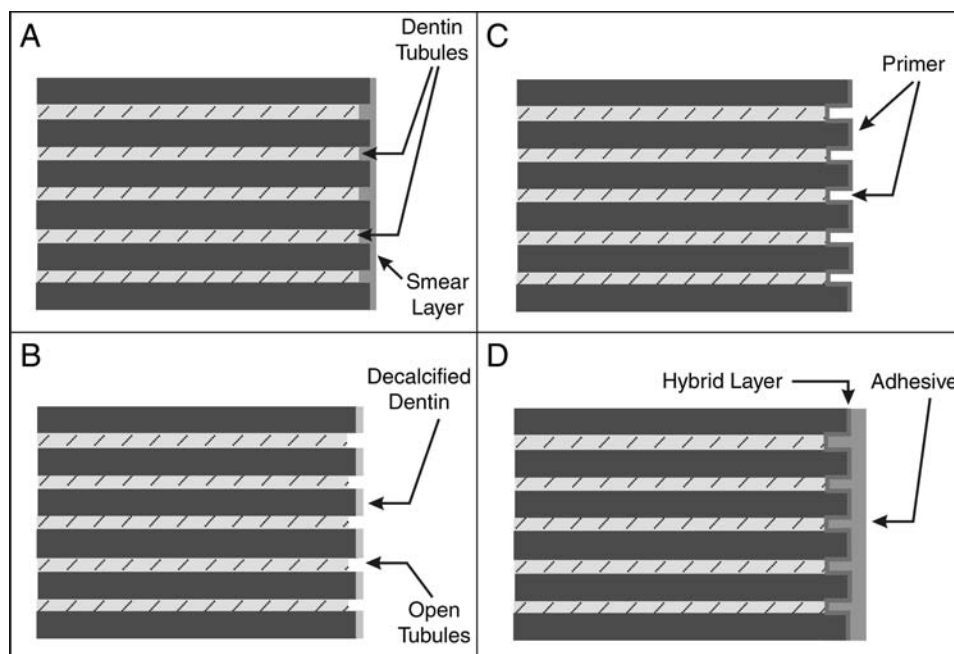 A
Dentin
Tubules
Smear
Layer
C
Primer
B
Decalcified
Dentin
Open
Tubules
D
Hybrid Layer
Adhesive